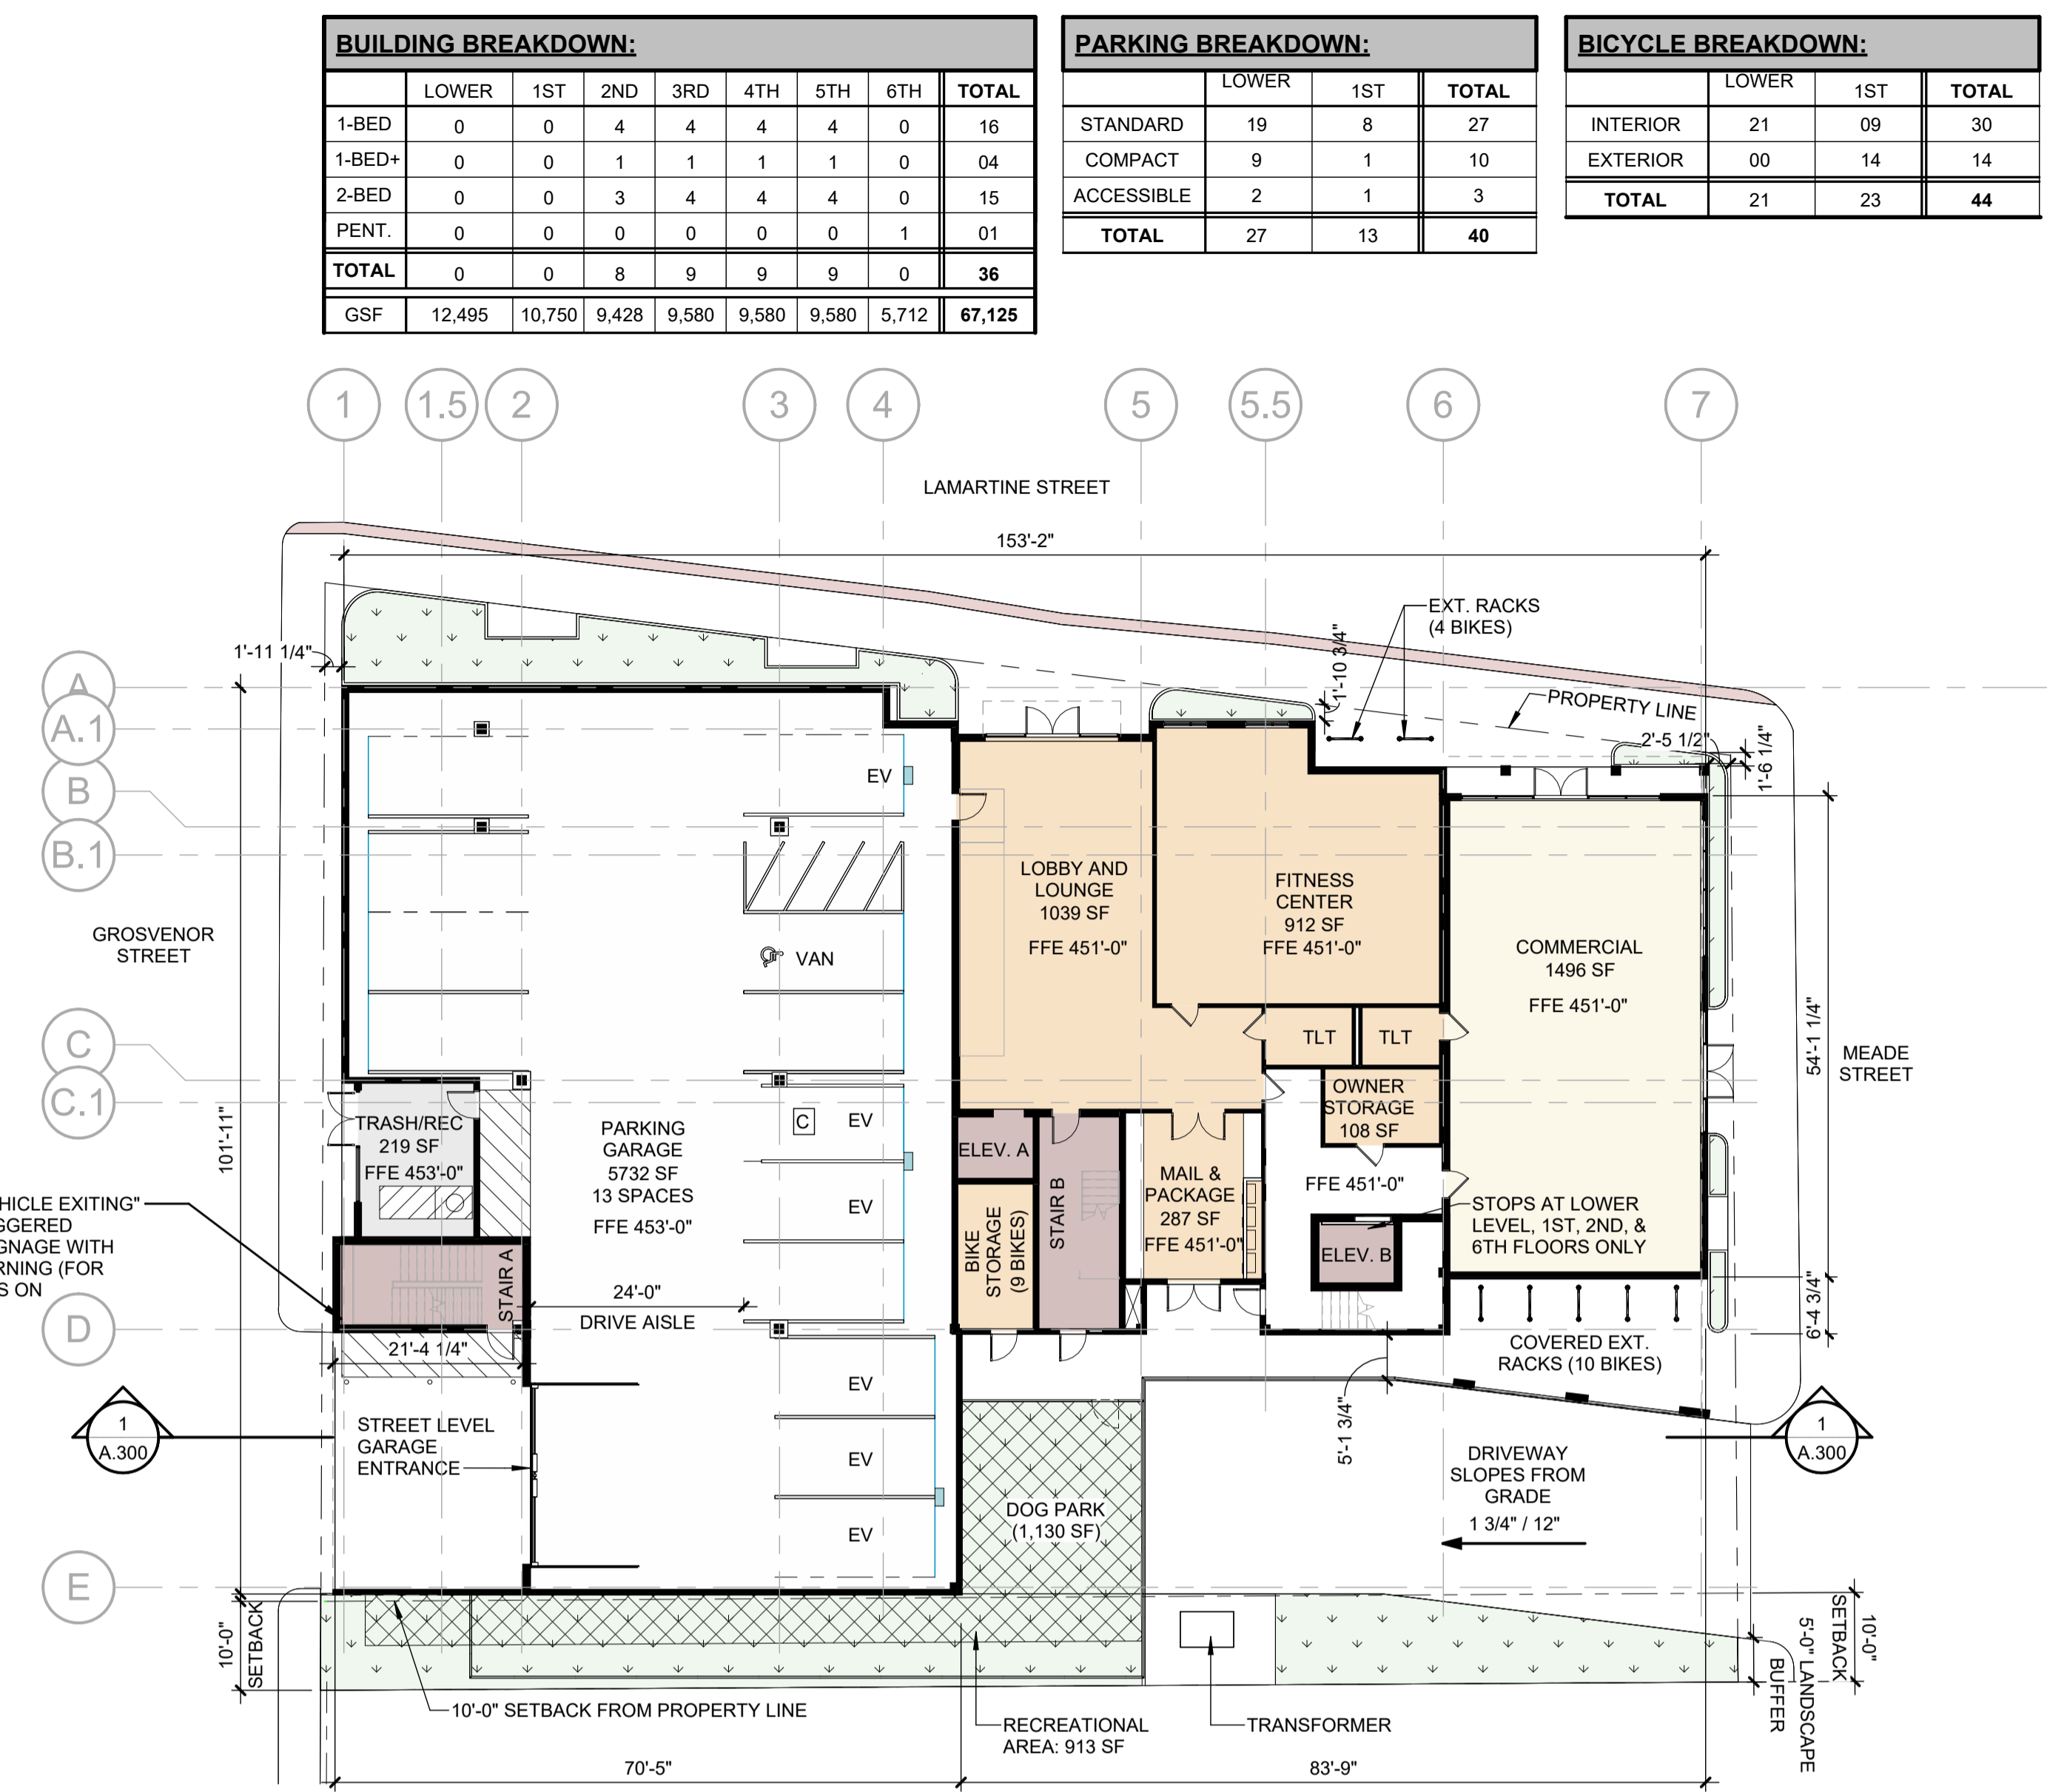 BUILDING BREAKDOWN:
LOWER 1ST 2ND 3RD 4TH 5TH 6TH TOTAL
1-BED 0 0 4 4 4 4 0 16
1-BED+ 0 0 1 1 1 1 0 04
2-BED 0 0 3 4 4 4 0 15
PENT. 0 0 0 0 0 0 1 01
TOTAL 0 0 8 9 9 9 0 36
GSF 12,495 10,750 9,428 9,580 9,580 9,580 5,712 67,125
PARKING BREAKDOWN:
LOWER 1ST TOTAL
STANDARD 19 8 27
COMPACT 9 1 10
ACCESSIBLE 2 1 3
TOTAL 27 13 40
BICYCLE BREAKDOWN:
LOWER 1ST TOTAL
INTERIOR 21 09 30
EXTERIOR 00 14 14
TOTAL 21 23 44
1 1.5 2 3 4 5 5.5 6 7
LAMARTINE STREET
153'-2"
EXT. RACKS
(4 BIKES)
1'-10 3/4"
1'-11 1/4"
PROPERTY LINE
2'-5 1/2"
1'-6 1/4"
A
A.1
B
B.1
C
C.1
D
E
GROSVENOR
STREET
101'-11"
EV
VAN
LOBBY AND
LOUNGE
1039 SF
FFE 451'-0"
FITNESS
CENTER
912 SF
FFE 451'-0"
COMMERCIAL
1496 SF
FFE 451'-0"
54'-1 1/4"
MEADE
STREET
TLT
TLT
OWNER
STORAGE
108 SF
TRASH/REC
219 SF
FFE 453'-0"
PARKING
GARAGE
5732 SF
13 SPACES
FFE 453'-0"
C
EV
EV
ELEV. A
STAIR B
BIKE
STORAGE
(9 BIKES)
MAIL &
PACKAGE
287 SF
FFE 451'-0"
FFE 451'-0"
STOPS AT LOWER
LEVEL, 1ST, 2ND, &
6TH FLOORS ONLY
ELEV. B
HICLE EXITING"
GGERED
GNAGE WITH
RNING (FOR
S ON
STAIR A
24'-0"
DRIVE AISLE
21'-4 1/4"
6'-4 3/4"
COVERED EXT.
RACKS (10 BIKES)
5'-1 3/4"
1
A.300
STREET LEVEL
GARAGE
ENTRANCE
EV
EV
EV
DOG PARK
(1,130 SF)
DRIVEWAY
SLOPES FROM
GRADE
1 3/4" / 12"
1
A.300
10'-0"
SETBACK
10'-0" SETBACK FROM PROPERTY LINE
RECREATIONAL
AREA: 913 SF
TRANSFORMER
5'-0" LANDSCAPE
BUFFER
10'-0"
SETBACK
70'-5"
83'-9"